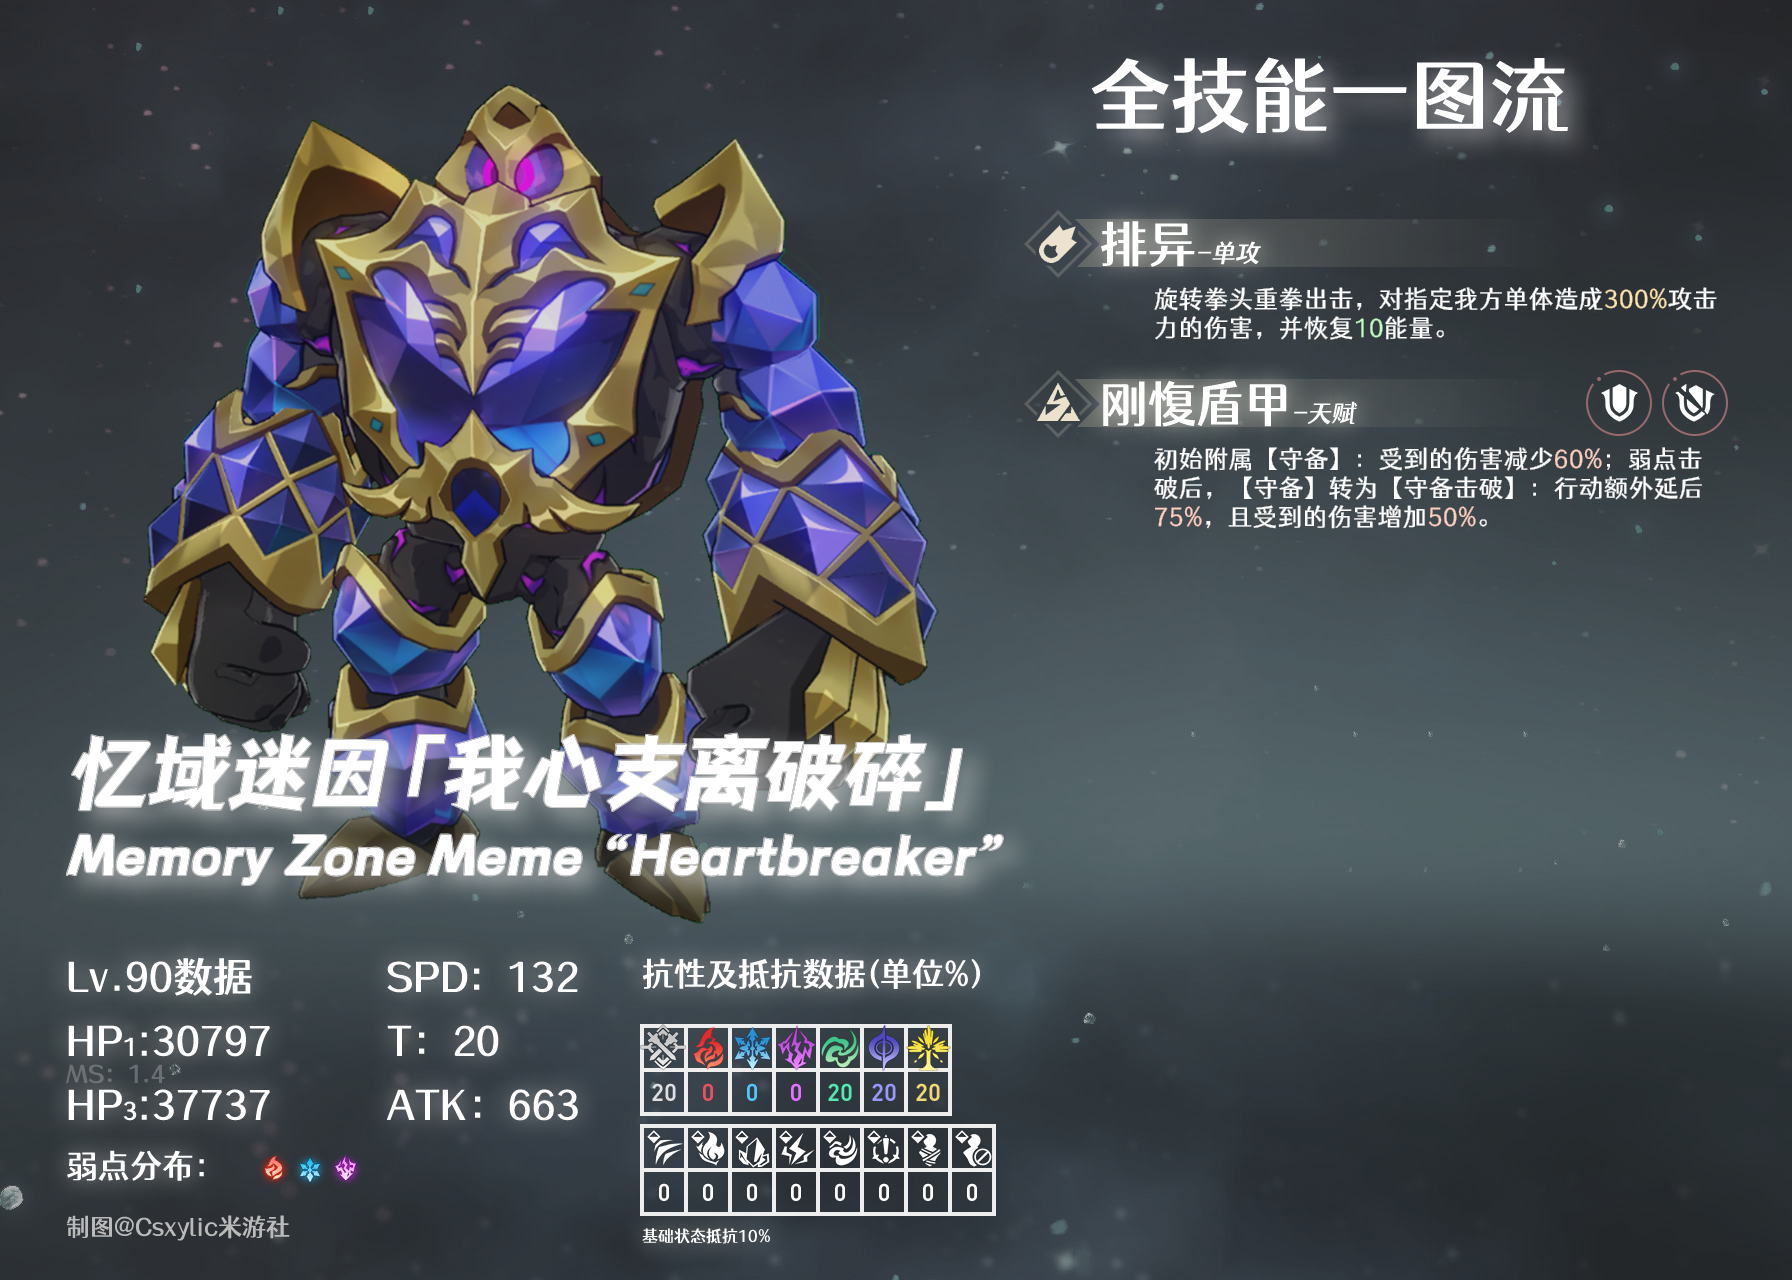 全技能一图流
排异-单攻
旋转拳头重拳出击，对指定我方单体造成300%攻击
力的伤害，并恢复10能量。
刚愎盾甲-天赋
初始附属【守备】：受到的伤害减少60%；弱点击
破后，【守备】转为【守备击破】：行动额外延后
75%，且受到的伤害增加50%。
忆域迷因「我心支离破碎」
Memory Zone Meme “Heartbreaker”
Lv.90数据
SPD：132
HP₁:30797
T：20
MS：1.4
HP₃:37737
ATK：663
弱点分布：
制图@Csxylic米游社
抗性及抵抗数据(单位%)
20 0 0 0 20 20 20
0 0 0 0 0 0 0 0
基础状态抵抗10%